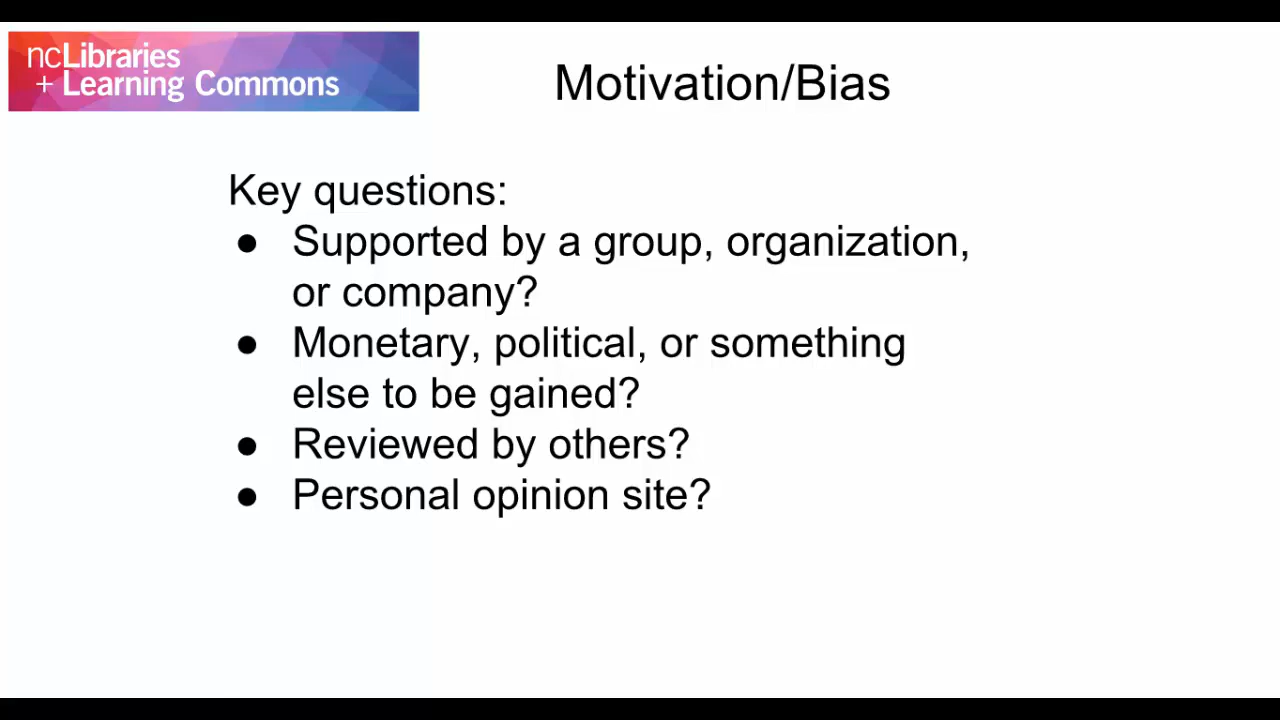 ncLibraries
+ Learning Commons
Motivation/Bias
Key questions:
● Supported by a group, organization,
or company?
● Monetary, political, or something
else to be gained?
● Reviewed by others?
● Personal opinion site?